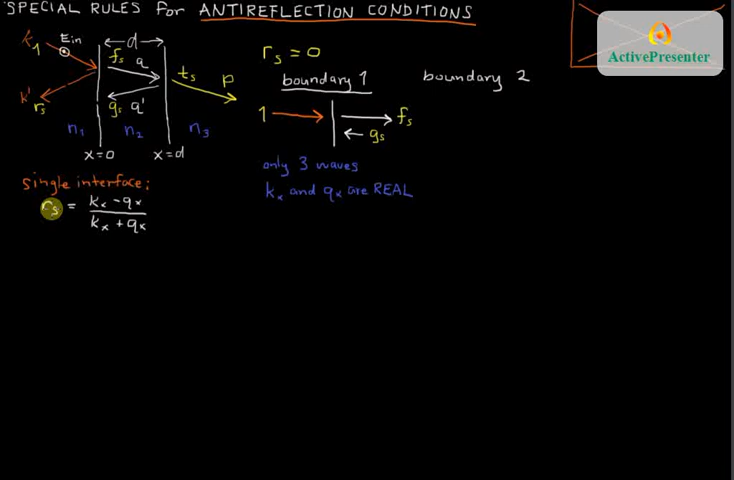 SPECIAL RULES for ANTIREFLECTION CONDITIONS
ActivePresenter
Ein
k
1
d
fs q
ts p
k'
rs
gs q'
n1 n2 n3
x=0 x=d
rs = 0
boundary 1
boundary 2
1 fs
gs
only 3 waves
kx and qx are REAL
single interface:
rs = kx - qx
kx + qx